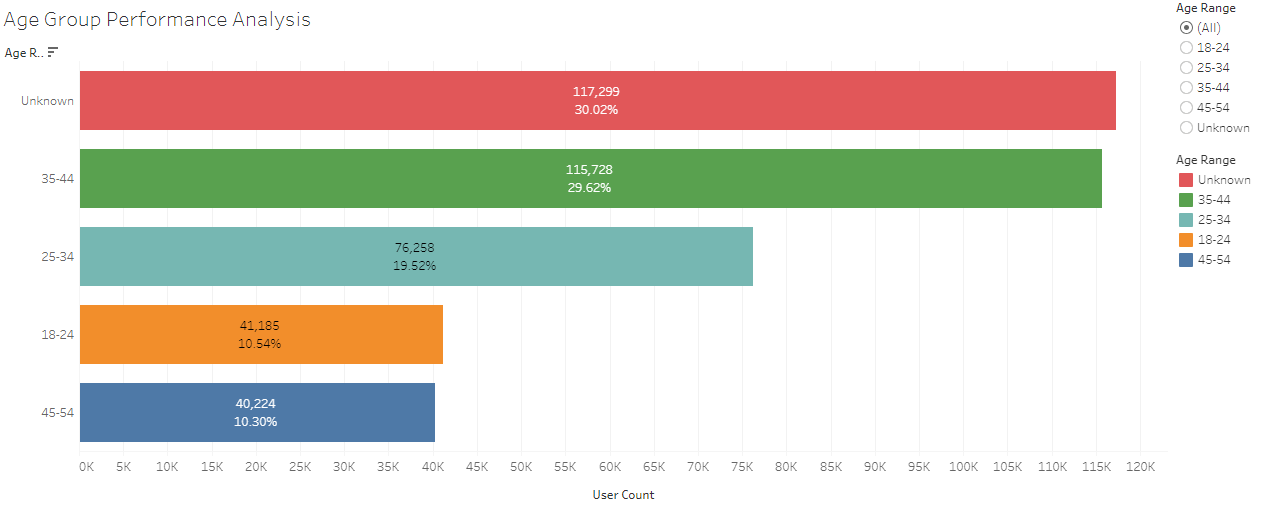 Age Group Performance Analysis
Age R..
Unknown
117,299
30.02%
35-44
115,728
29.62%
25-34
76,258
19.52%
18-24
41,185
10.54%
45-54
40,224
10.30%
0K 5K 10K 15K 20K 25K 30K 35K 40K 45K 50K 55K 60K 65K 70K 75K 80K 85K 90K 95K 100K 105K 110K 115K 120K
User Count
Age Range
(All)
18-24
25-34
35-44
45-54
Unknown
Age Range
Unknown
35-44
25-34
18-24
45-54